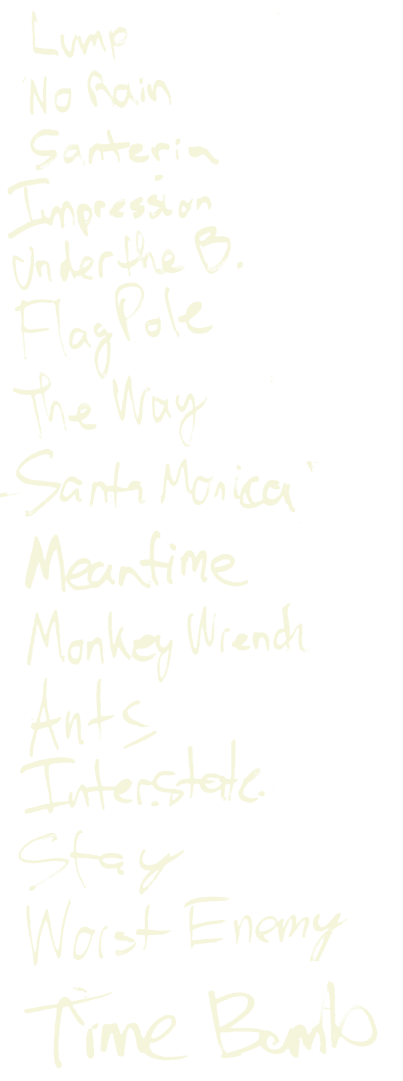 Lump
No Rain
Santeria
Impression
Under the B.
Flag Pole
The Way
Santa Monica
Meantime
Monkey Wrench
Ants
Interstate
Stay
Worst Enemy
Time Bomb